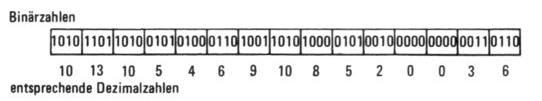 Binärzahlen
1010 1101 1010 0101 0100 0110 1001 1010 1000 0101 0010 0000 0000 0011 0110
10 13 10 5 4 6 9 10 8 5 2 0 0 3 6
entsprechende Dezimalzahlen